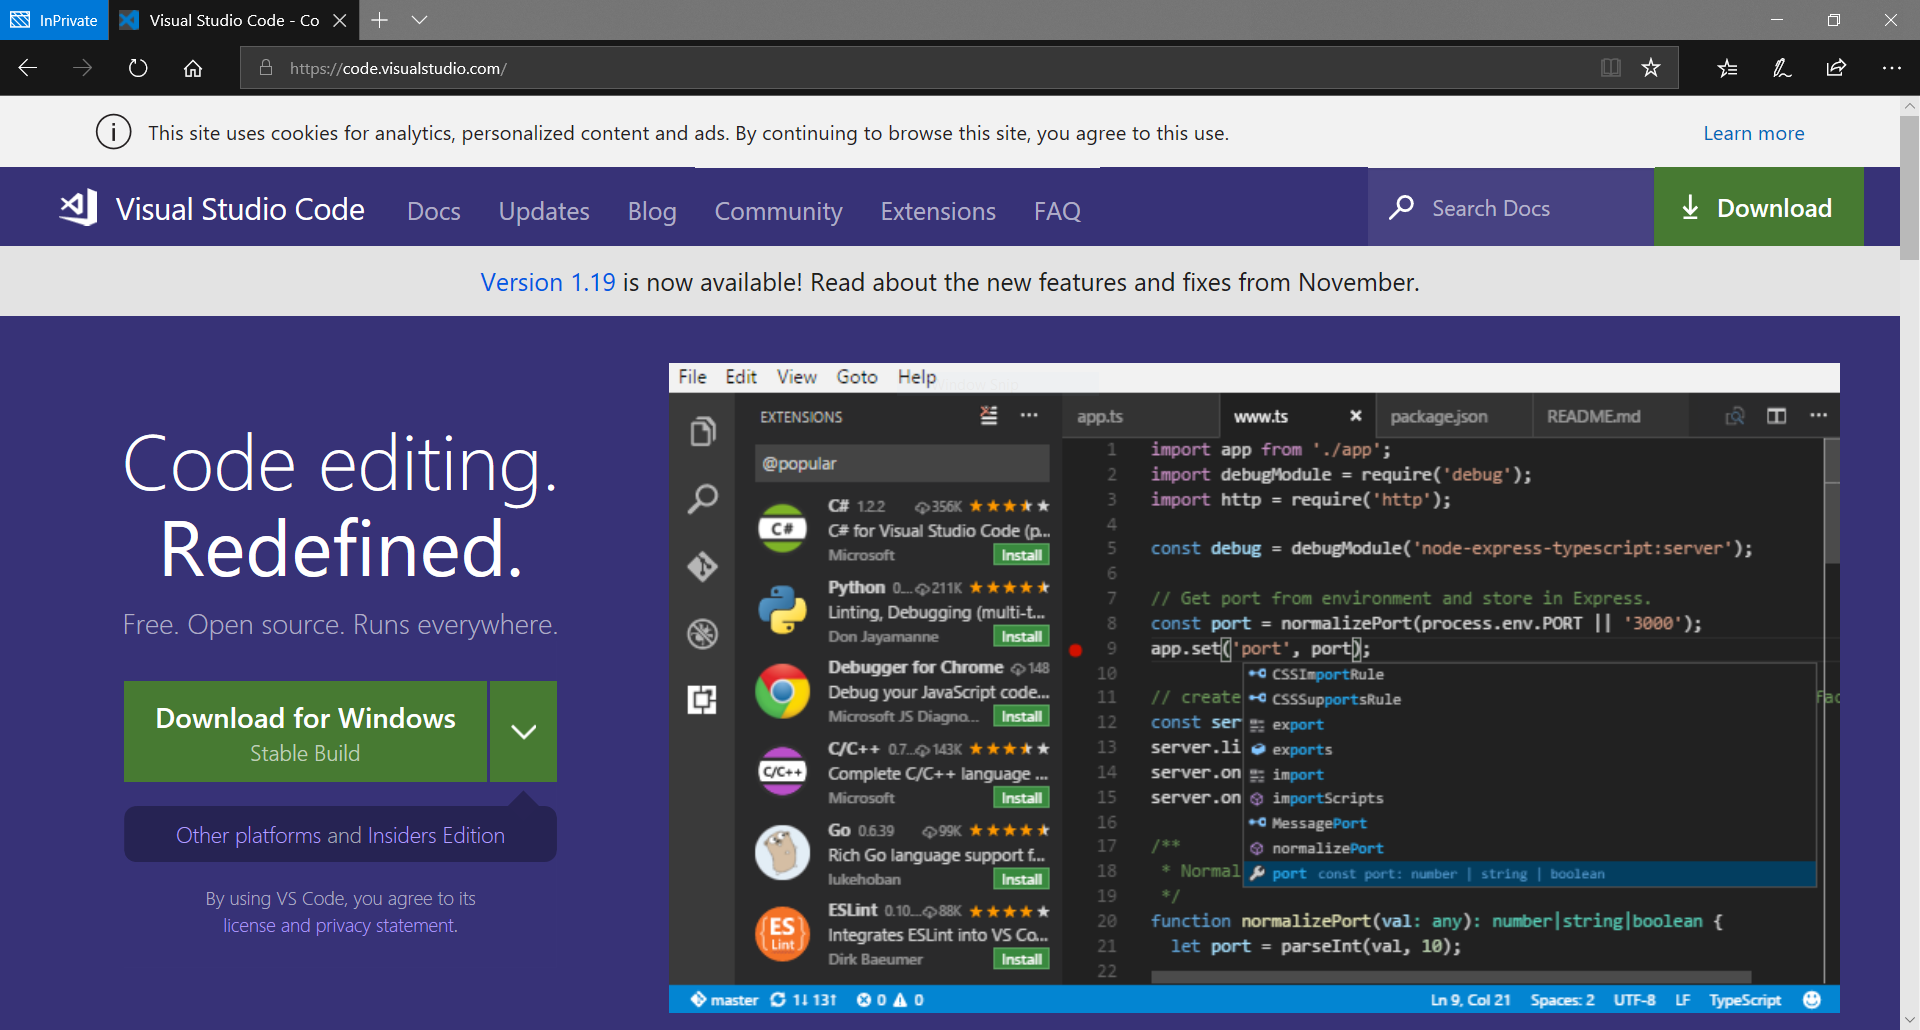 InPrivate
Visual Studio Code - Co
https://code.visualstudio.com/
This site uses cookies for analytics, personalized content and ads. By continuing to browse this site, you agree to this use.
Learn more
Visual Studio Code
Docs
Updates
Blog
Community
Extensions
FAQ
Search Docs
Download
Version 1.19 is now available! Read about the new features and fixes from November.
Code editing.
Redefined.
Free. Open source. Runs everywhere.
Download for Windows
Stable Build
Other platforms and Insiders Edition
By using VS Code, you agree to its
license and privacy statement.
File Edit View Goto Help
EXTENSIONS
@popular
C# 1.2.2 356K
C# for Visual Studio Code (p...
Microsoft
Install
Python 0.... 211K
Linting, Debugging (multi-t...
Don Jayamanne
Install
Debugger for Chrome 148
Debug your JavaScript code...
Microsoft JS Diagno...
Install
C/C++
C/C++ 0.7... 143K
Complete C/C++ language ...
Microsoft
Install
Go 0.6.39 99K
Rich Go language support f...
lukehoban
Install
ES
Lint
ESLint 0.10... 88K
Integrates ESLint into VS Co...
Dirk Baeumer
Install
C#
app.ts
www.ts
package.json
README.md
1 import app from './app';
2 import debugModule = require('debug');
3 import http = require('http');
4
5 const debug = debugModule('node-express-typescript:server');
6
7 // Get port from environment and store in Express.
8 const port = normalizePort(process.env.PORT || '3000');
9 app.set('port', port);
10
11 // create fac
12 const ser
13 server.li
14 server.on
15 server.on
16
17 /**
18 * Normal
19 */
20 function normalizePort(val: any): number|string|boolean {
21 let port = parseInt(val, 10);
22
CSSImportRule
CSSSupportsRule
export
exports
import
importScripts
MessagePort
normalizePort
port const port: number | string | boolean
master 1↓ 13↑ 0 0
Ln 9, Col 21
Spaces: 2
UTF-8
LF
TypeScript